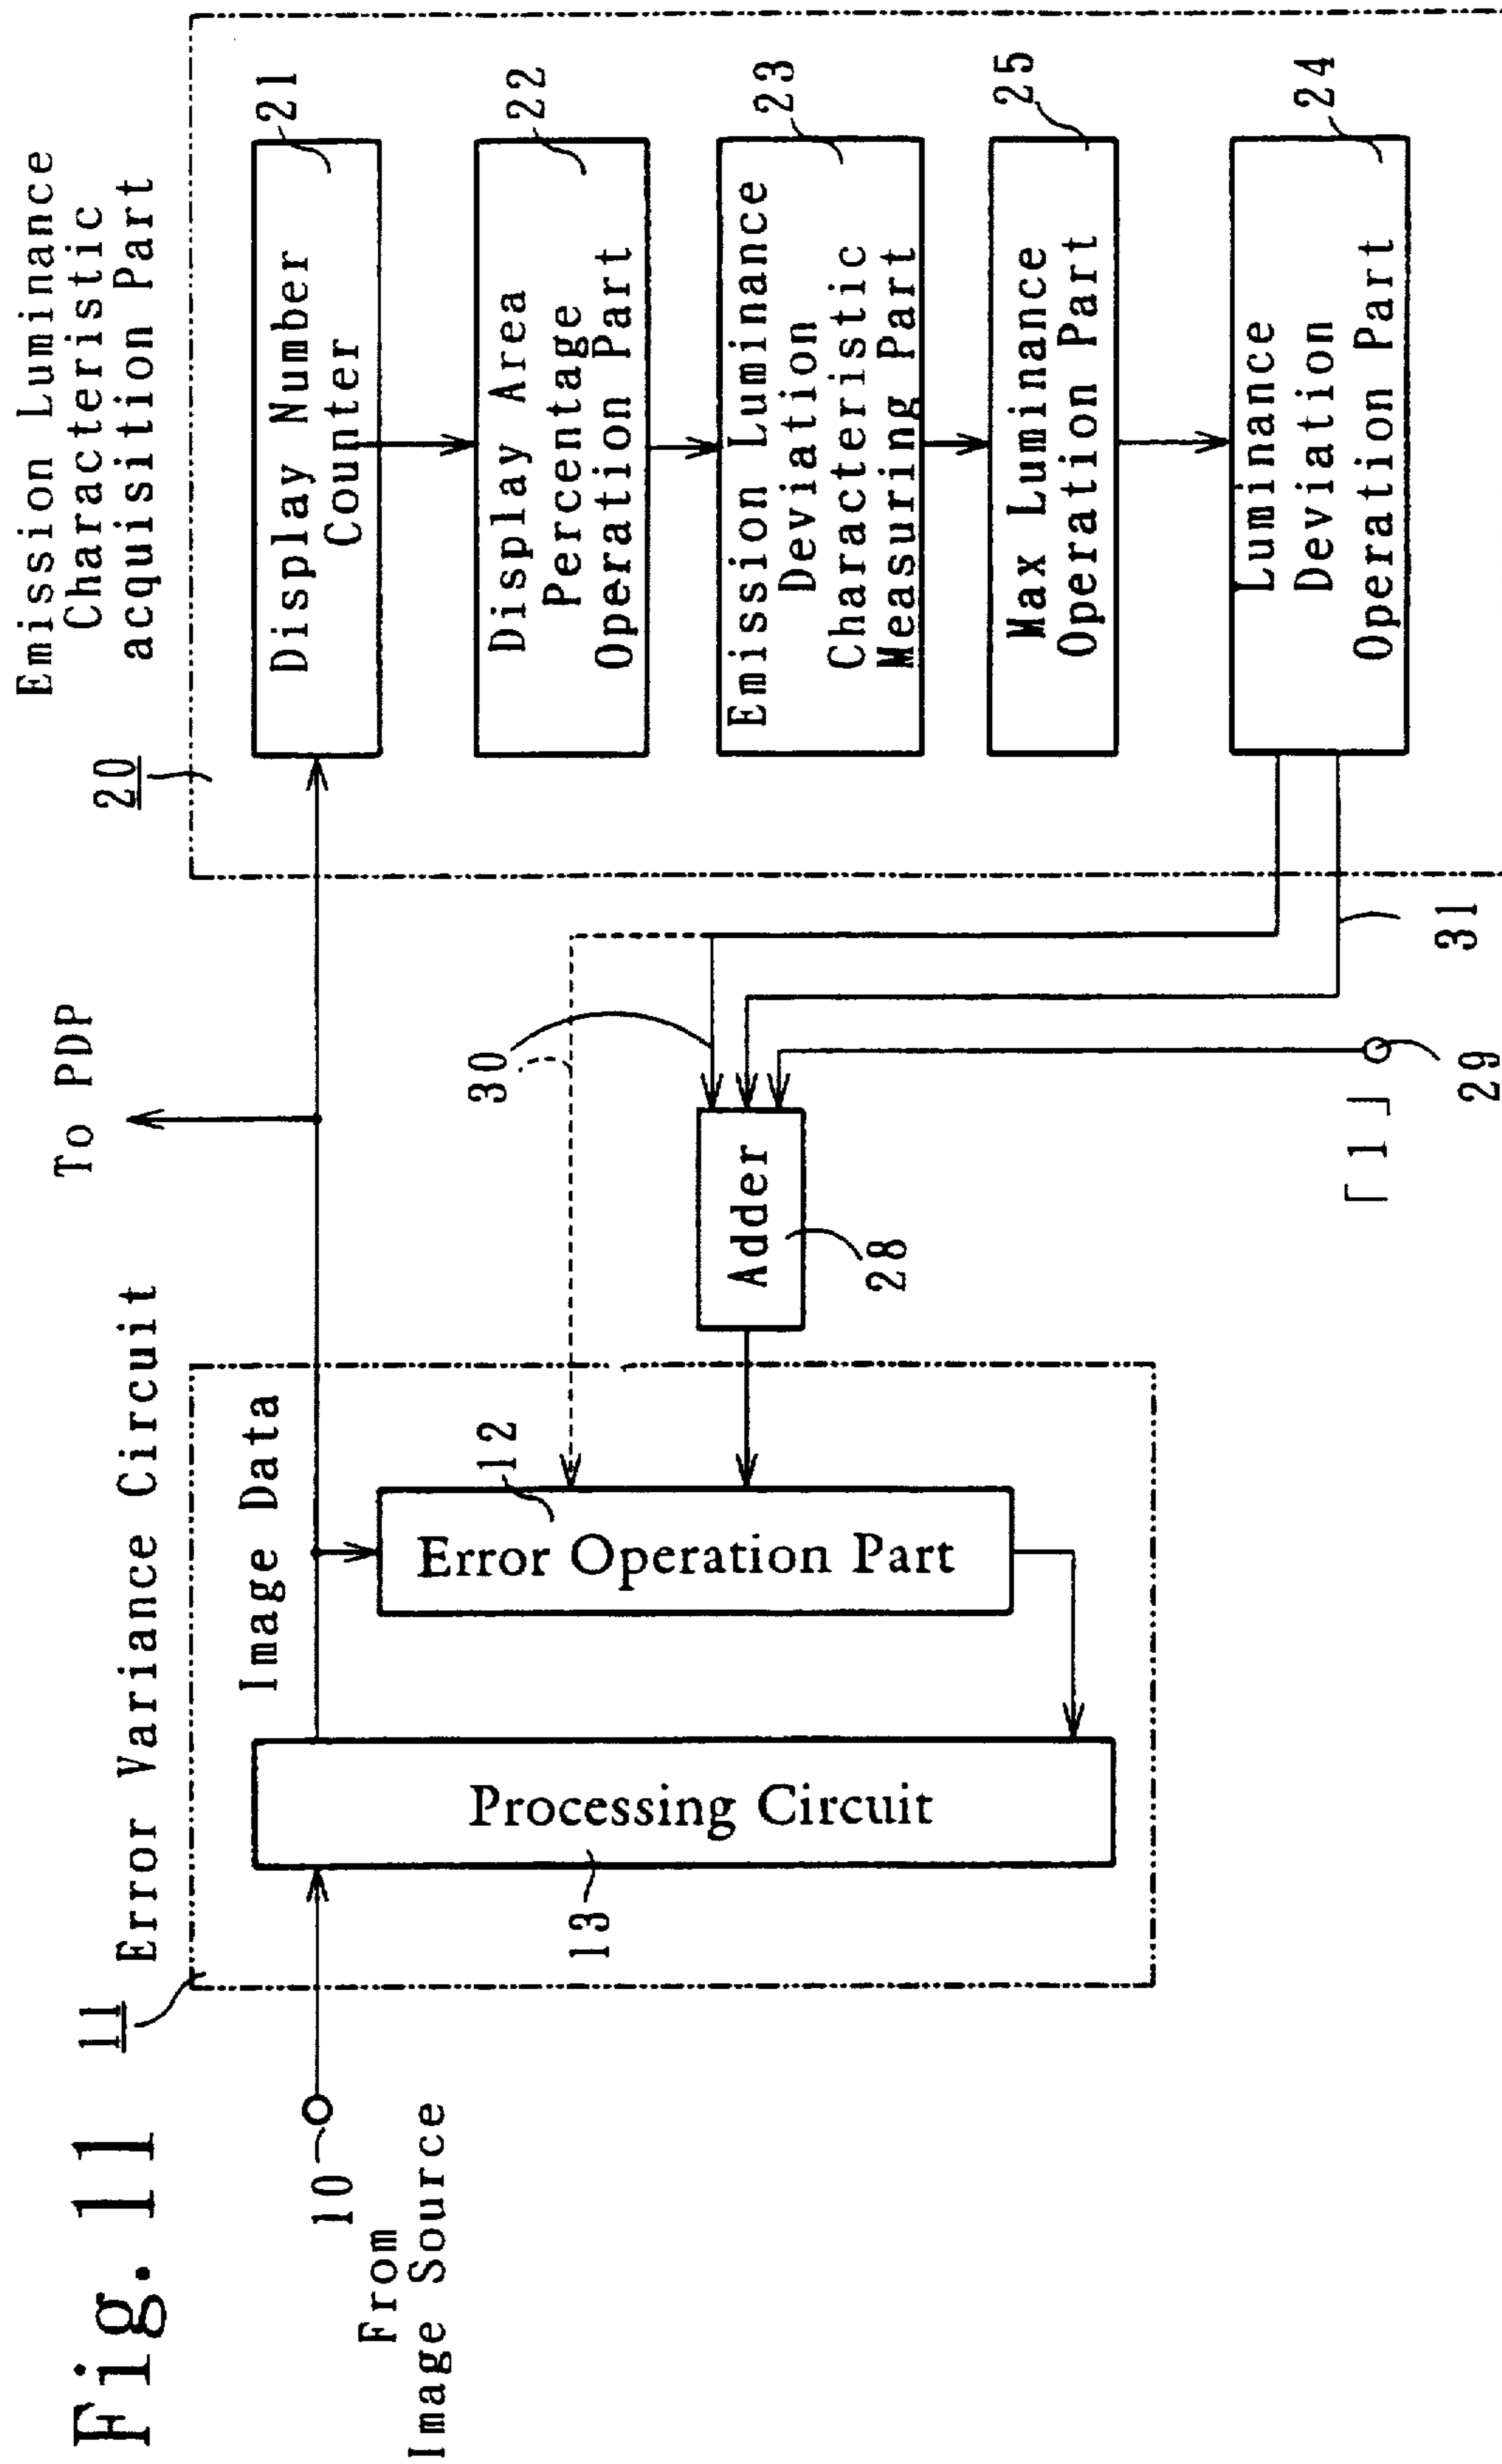 Fig. 11
11
Error Variance Circuit
To PDP
20
Emission Luminance
Characteristic
acquisition Part
10
From
Image Source
13
Processing Circuit
Image Data
12
Error Operation Part
30
Adder
28
「1」
29
31
21
Display Number
Counter
22
Display Area
Percentage
Operation Part
23
Emission Luminance
Deviation
Characteristic
Measuring Part
25
Max Luminance
Operation Part
24
Luminance
Deviation
Operation Part